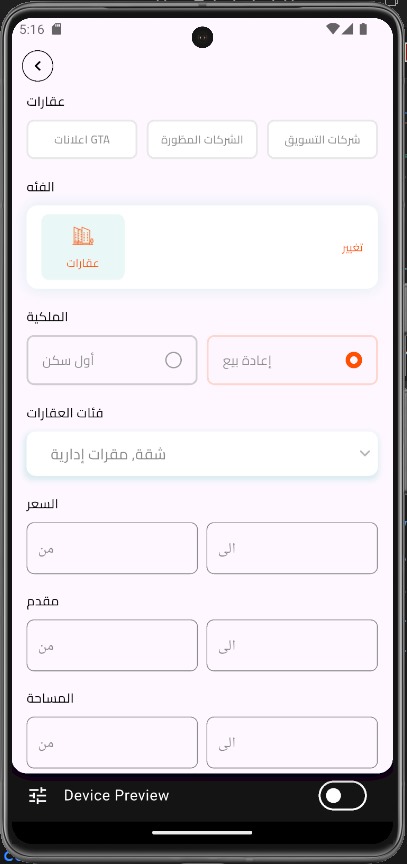 5:16
عقارات
شركات التسويق
الشركات المطورة
GTA اعلانات
الفئه
عقارات
تغيير
الملكية
أول سكن
إعادة بيع
فئات العقارات
شقة, مقرات إدارية
السعر
من
الى
مقدم
من
الى
المساحة
من
الى
Device Preview